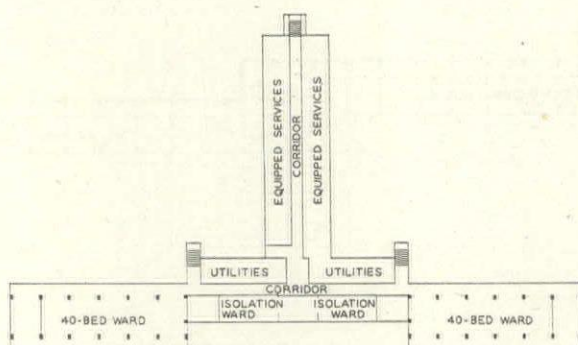 EQUIPPED SERVICES
CORRIDOR
EQUIPPED SERVICES
UTILITIES
UTILITIES
CORRIDOR
ISOLATION
WARD
ISOLATION
WARD
40-BED WARD
40-BED WARD